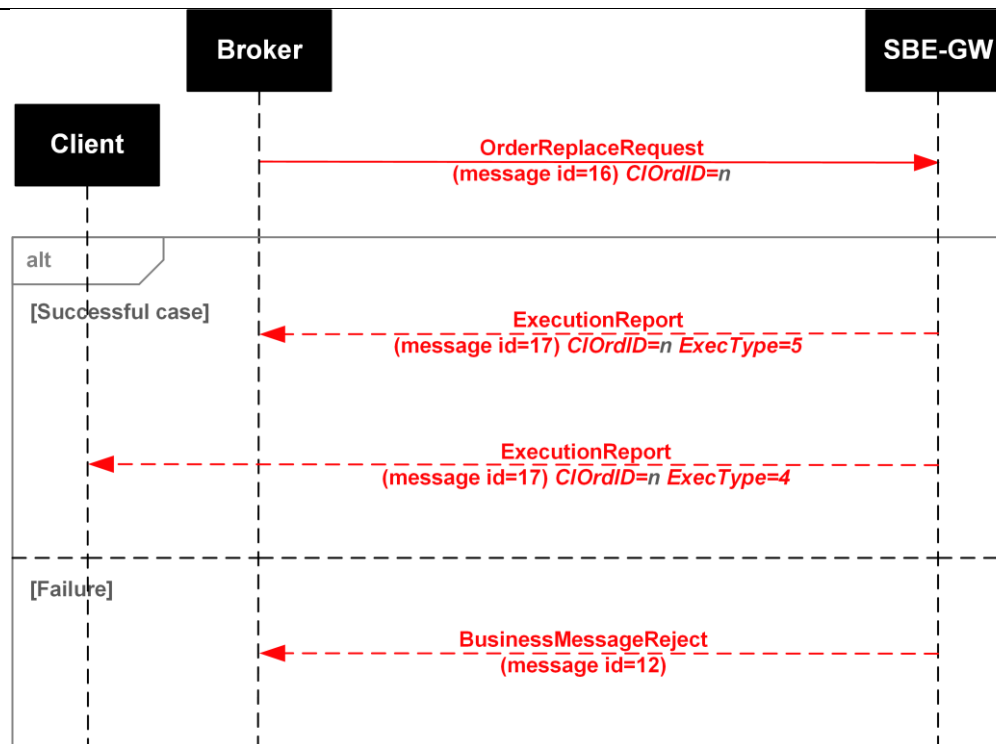 Broker
SBE-GW
Client
OrderReplaceRequest
(message id=16) ClOrdID=n
alt
[Successful case]
ExecutionReport
(message id=17) ClOrdID=n ExecType=5
ExecutionReport
(message id=17) ClOrdID=n ExecType=4
[Failure]
BusinessMessageReject
(message id=12)